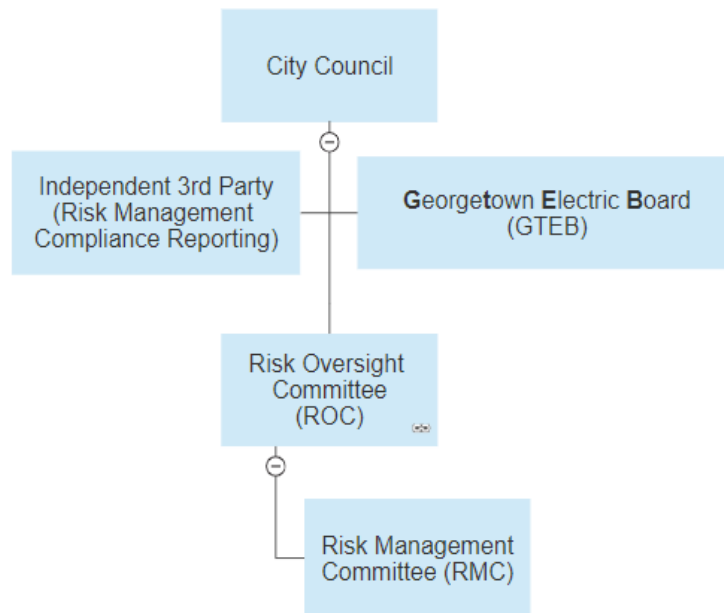 City Council
Independent 3rd Party
(Risk Management
Compliance Reporting)
Georgetown Electric Board
(GTEB)
Risk Oversight
Committee
(ROC)
Risk Management
Committee (RMC)